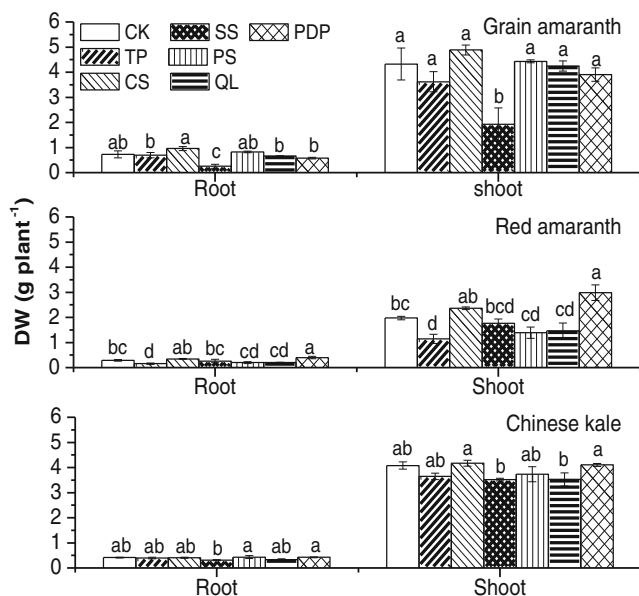 CK SS PDP
TP PS
CS QL
Grain amaranth
6
5
4
3
2
1
0
ab b a c ab b b
a a a b a a a
Root shoot
Red amaranth
6
5
4
3
2
1
0
bc d ab bc cd cd a
bc d ab bcd cd cd a
Root Shoot
DW (g plant⁻¹)
Chinese kale
6
5
4
3
2
1
0
ab ab ab b a ab a
ab ab a b ab b a
Root Shoot